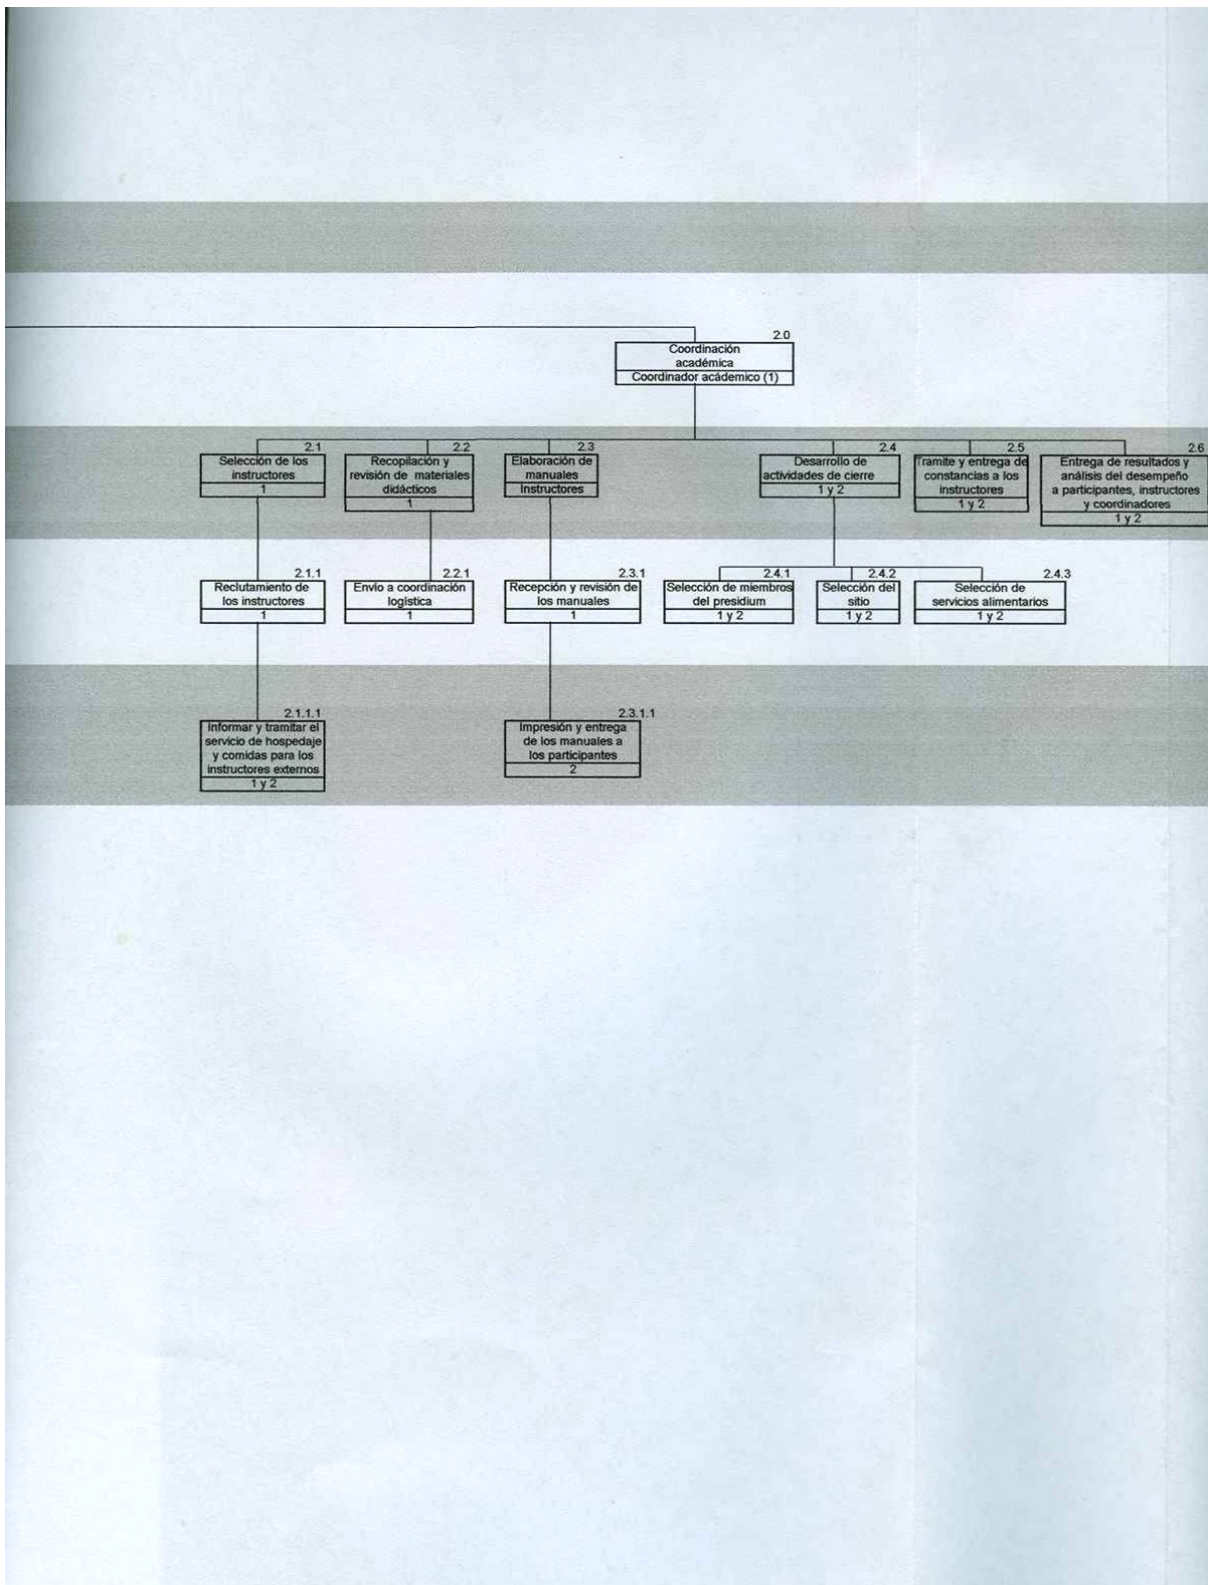 2.0
Coordinación
académica
Coordinador acádemico (1)
2.1
Selección de los
instructores
1
2.2
Recopilación y
revisión de materiales
didácticos
1
2.3
Elaboración de
manuales
Instructores
2.4
Desarrollo de
actividades de cierre
1 y 2
2.5
Tramite y entrega de
constancias a los
instructores
1 y 2
2.6
Entrega de resultados y
análisis del desempeño
a participantes, instructores
y coordinadores
1 y 2
2.1.1
Reclutamiento de
los instructores
1
2.2.1
Envío a coordinación
logística
1
2.3.1
Recepción y revisión de
los manuales
1
2.4.1
Selección de miembros
del presidium
1 y 2
2.4.2
Selección del
sitio
1 y 2
2.4.3
Selección de
servicios alimentarios
1 y 2
2.1.1.1
Informar y tramitar el
servicio de hospedaje
y comidas para los
instructores externos
1 y 2
2.3.1.1
Impresión y entrega
de los manuales a
los participantes
2